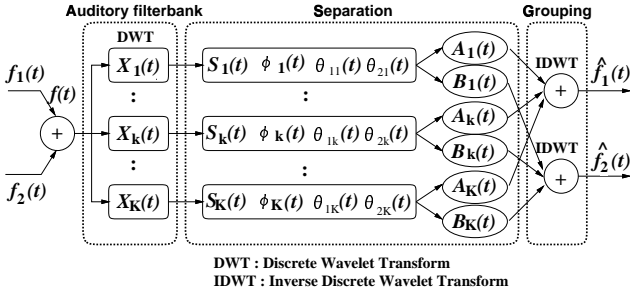 Auditory filterbank Separation Grouping
DWT
f1(t) f(t) X1(t) S1(t) ϕ1(t) θ11(t) θ21(t) A1(t) B1(t) IDWT f̂1(t)
+ : : +
Xk(t) Sk(t) ϕk(t) θ1k(t) θ2k(t) Ak(t) Bk(t) IDWT
f2(t) : : + f̂2(t)
XK(t) SK(t) ϕK(t) θ1K(t) θ2K(t) AK(t) BK(t)
DWT : Discrete Wavelet Transform
IDWT : Inverse Discrete Wavelet Transform